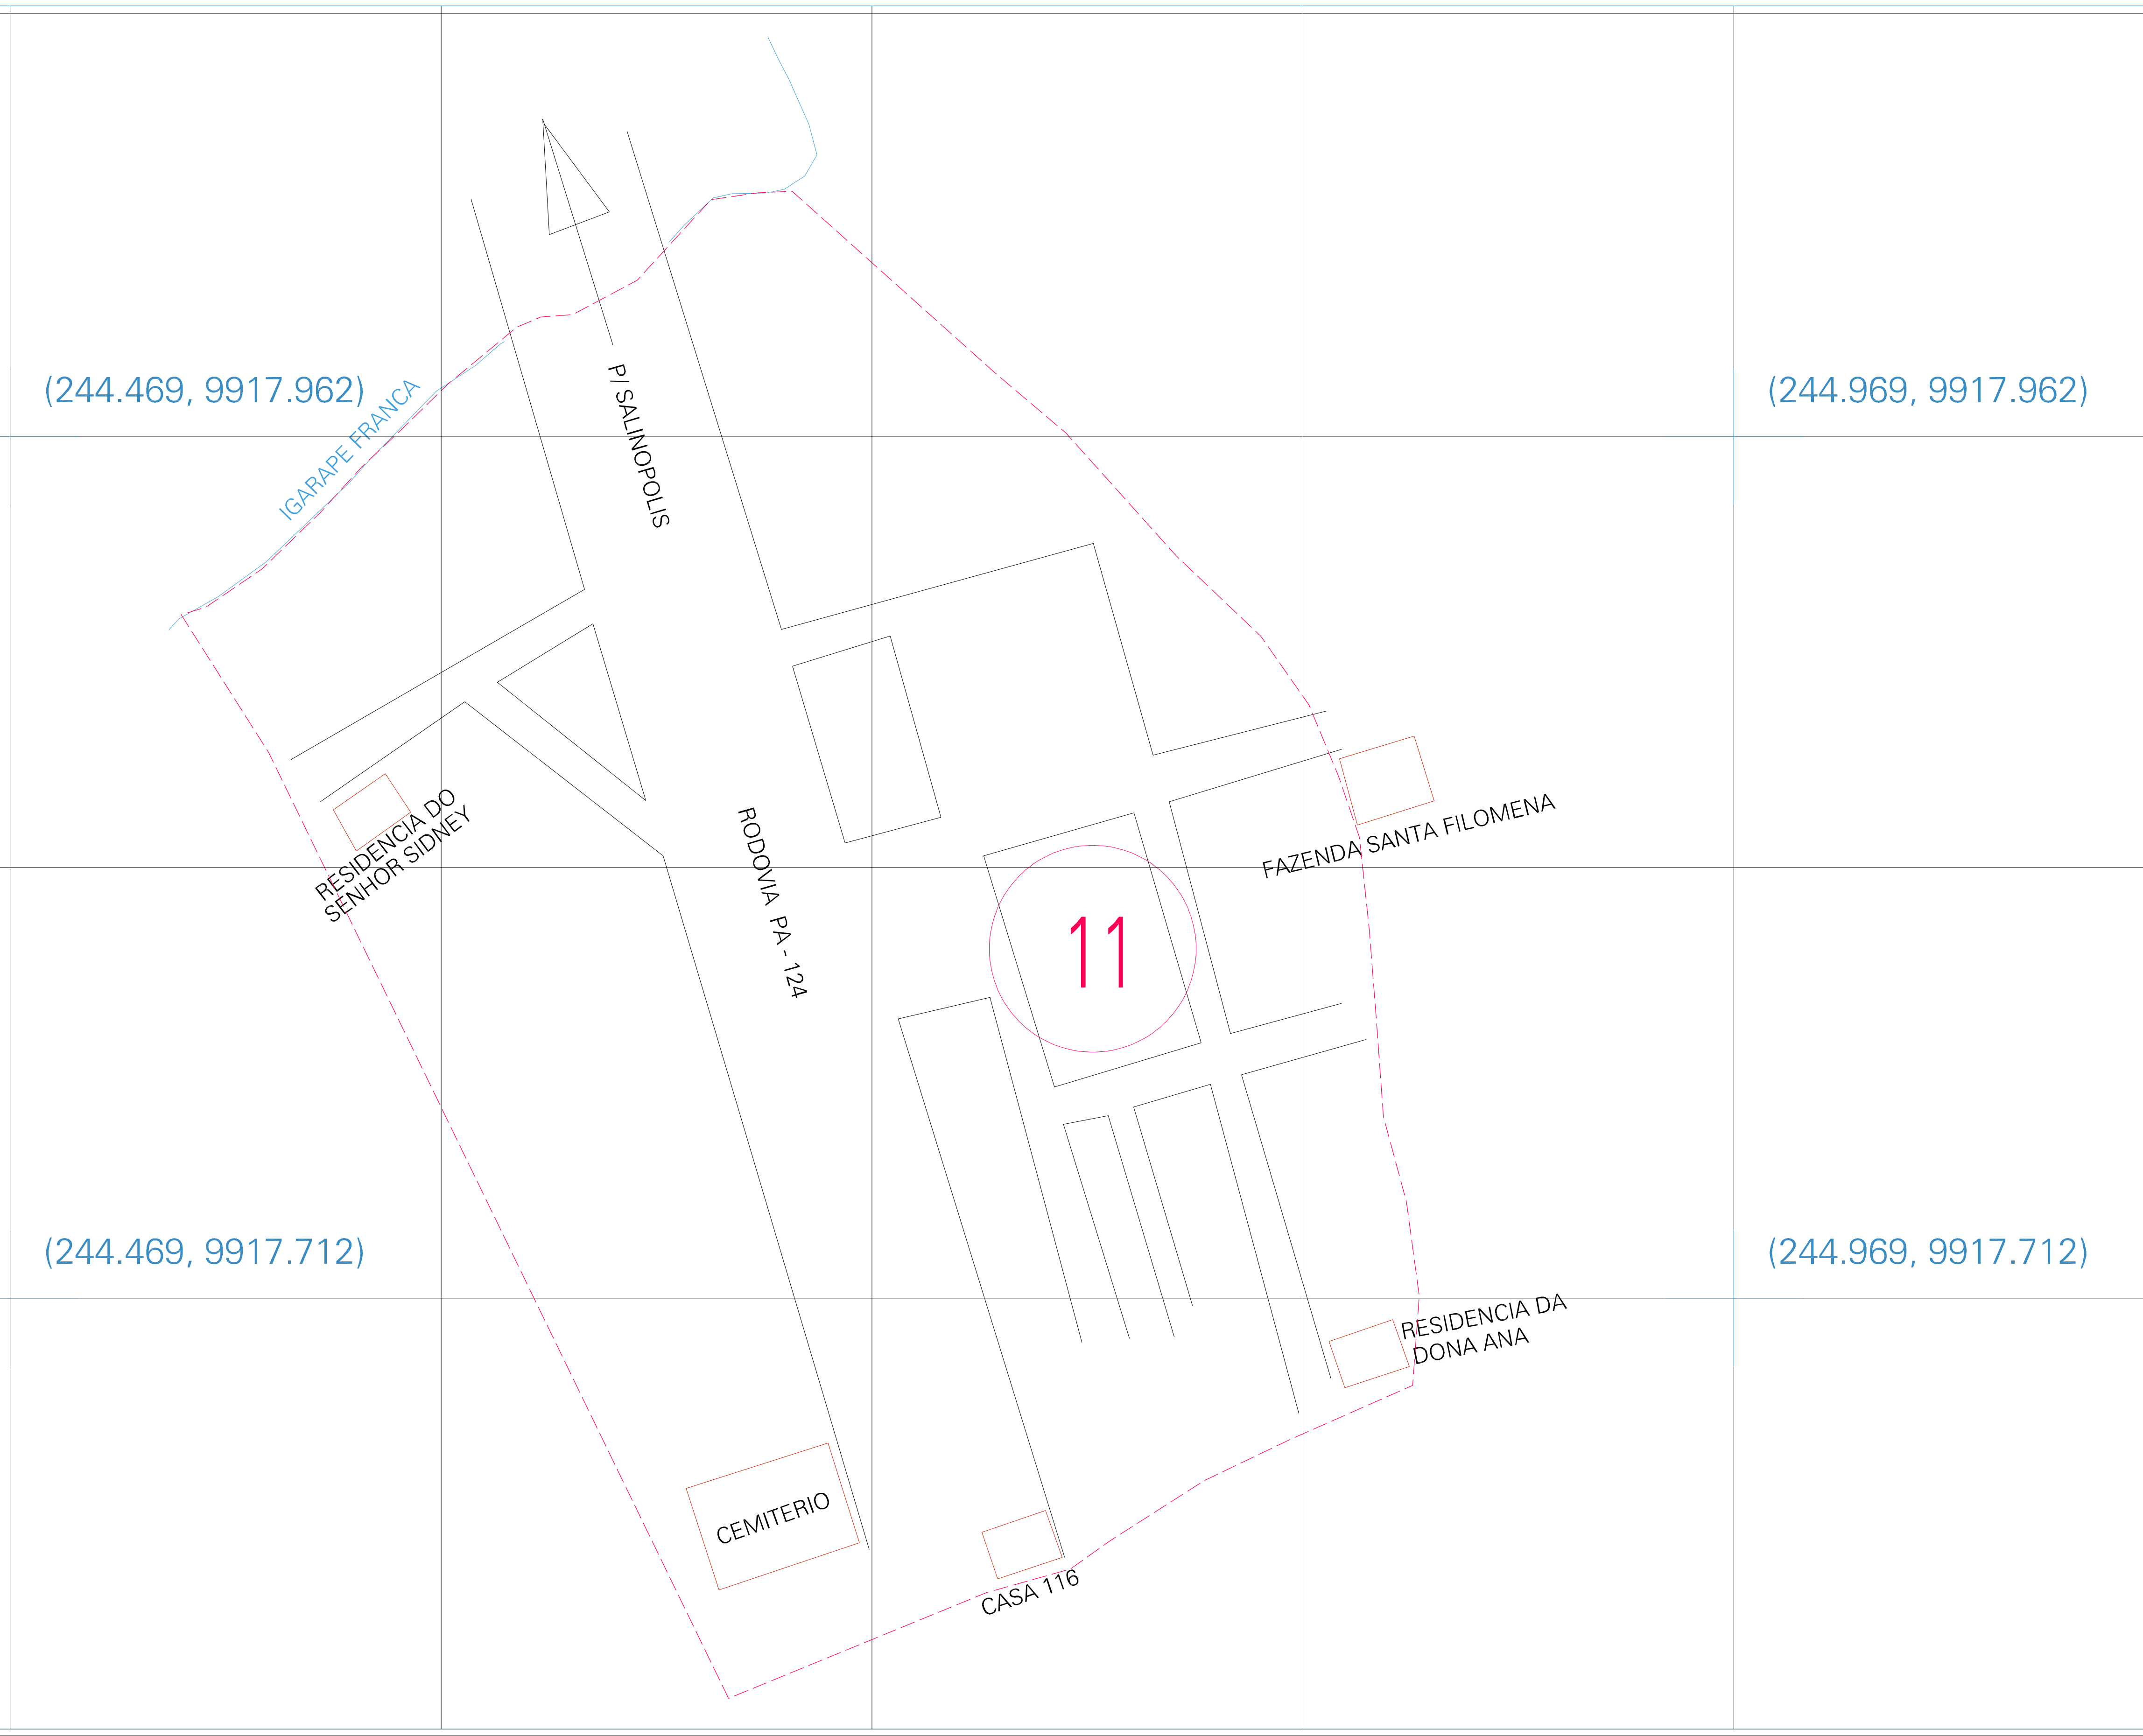 (244.469, 9917.962)
(244.969, 9917.962)
IGARAPE FRANCA
P/ SALINOPOLIS
RESIDENCIA DO
SENHOR SIDNEY
RODOVIA PA - 124
FAZENDA SANTA FILOMENA
11
(244.469, 9917.712)
(244.969, 9917.712)
RESIDENCIA DA
DONA ANA
CEMITERIO
CASA 116